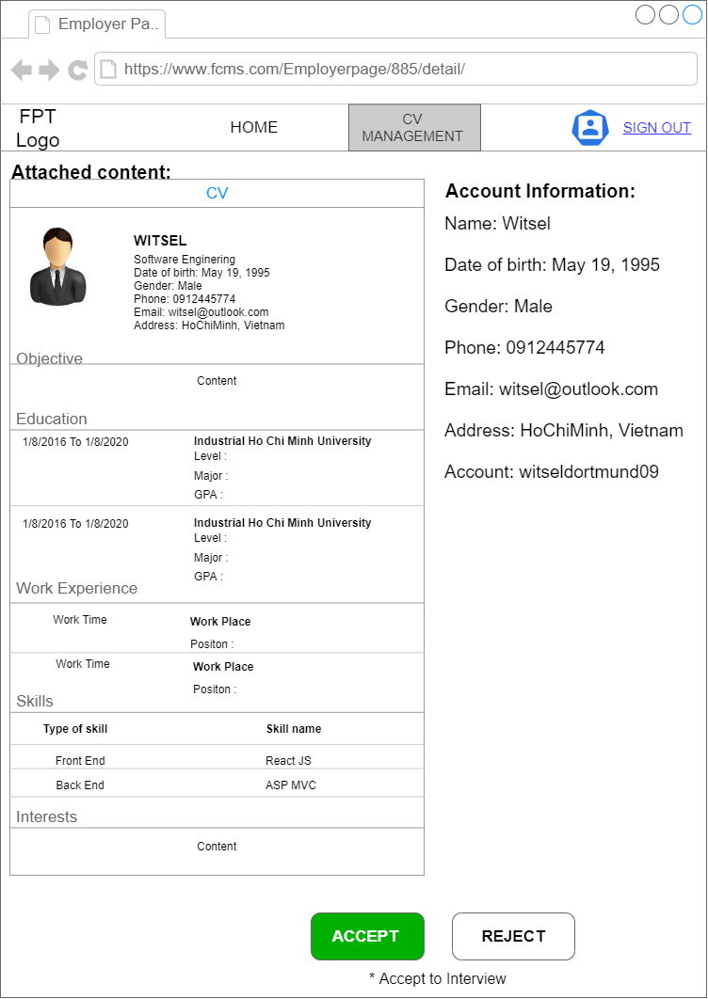 Employer Pa..
https://www.fcms.com/Employerpage/885/detail/
FPT
Logo
HOME
CV
MANAGEMENT
SIGN OUT
Attached content:
CV
WITSEL
Software Enginering
Date of birth: May 19, 1995
Gender: Male
Phone: 0912445774
Email: witsel@outlook.com
Address: HoChiMinh, Vietnam
Objective
Content
Education
1/8/2016 To 1/8/2020
Industrial Ho Chi Minh University
Level :
Major :
GPA :
1/8/2016 To 1/8/2020
Industrial Ho Chi Minh University
Level :
Major :
GPA :
Work Experience
Work Time
Work Place
Positon :
Work Time
Work Place
Positon :
Skills
Type of skill
Skill name
Front End
React JS
Back End
ASP MVC
Interests
Content
Account Information:
Name: Witsel
Date of birth: May 19, 1995
Gender: Male
Phone: 0912445774
Email: witsel@outlook.com
Address: HoChiMinh, Vietnam
Account: witseldortmund09
ACCEPT
REJECT
* Accept to Interview